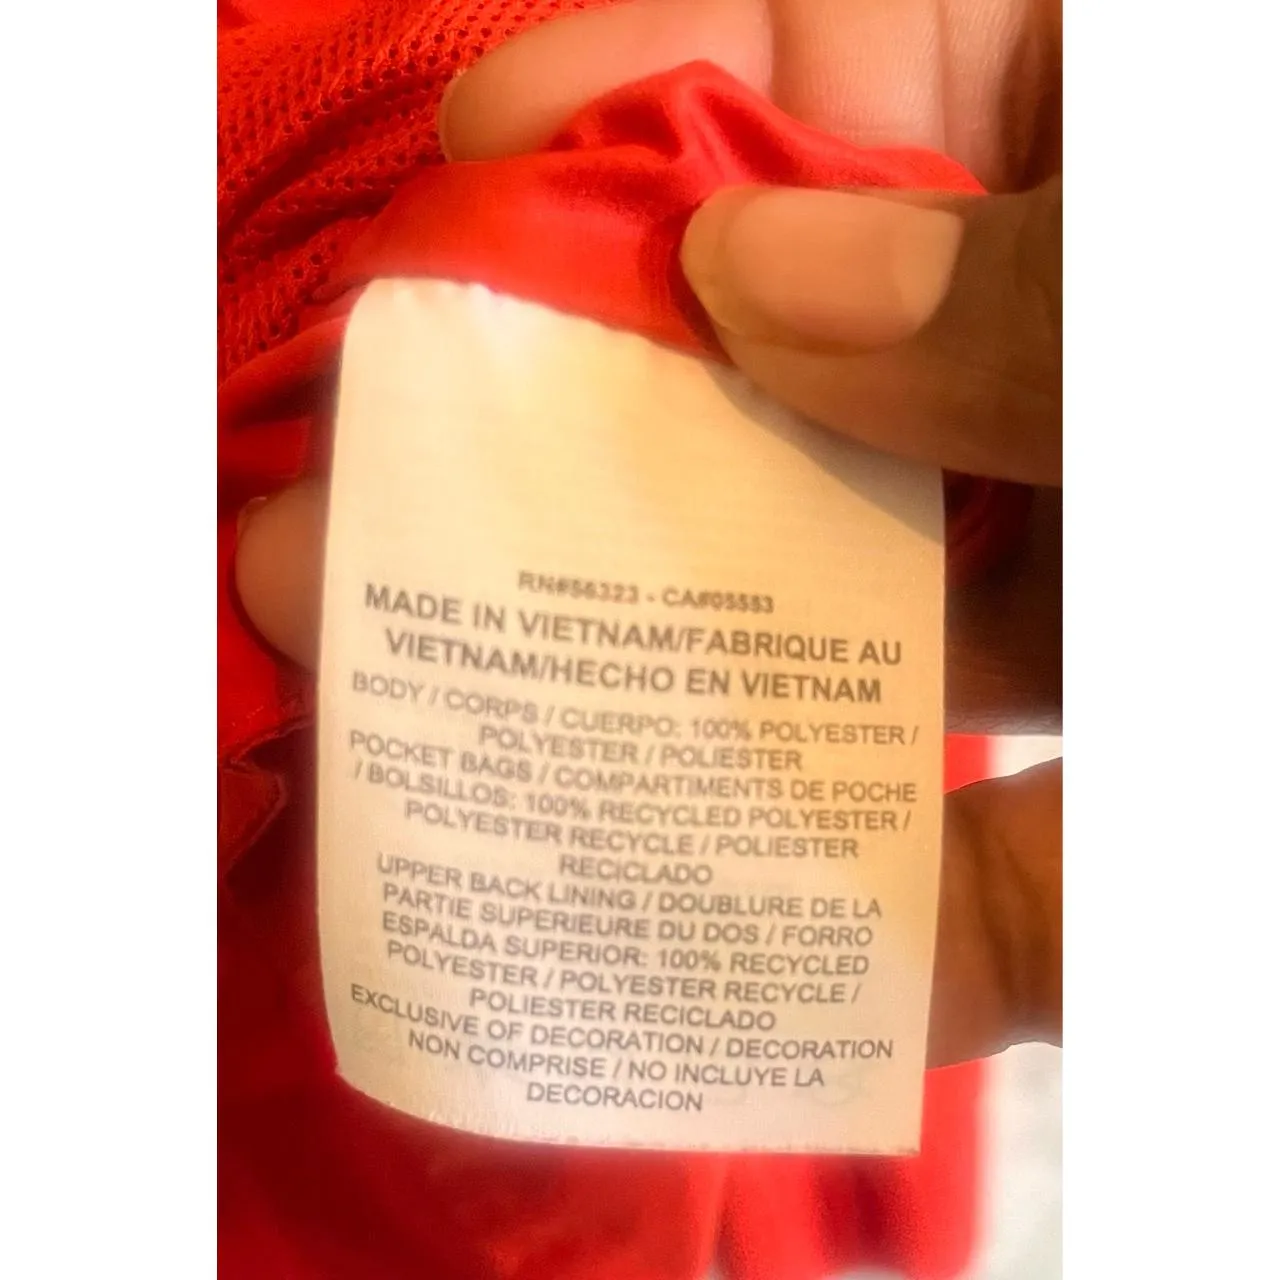 RN#56323 - CA#05553
MADE IN VIETNAM/FABRIQUE AU
VIETNAM/HECHO EN VIETNAM
BODY / CORPS / CUERPO: 100% POLYESTER /
POLYESTER / POLIESTER
POCKET BAGS / COMPARTIMENTS DE POCHE
/ BOLSILLOS: 100% RECYCLED POLYESTER /
POLYESTER RECYCLE / POLIESTER
RECICLADO
UPPER BACK LINING / DOUBLURE DE LA
PARTIE SUPERIEURE DU DOS / FORRO
ESPALDA SUPERIOR: 100% RECYCLED
POLYESTER / POLYESTER RECYCLE /
POLIESTER RECICLADO
EXCLUSIVE OF DECORATION / DECORATION
NON COMPRISE / NO INCLUYE LA
DECORACION